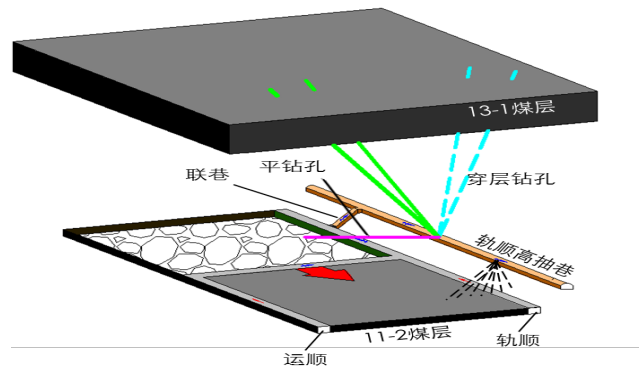 13-1煤层
平钻孔
联巷
穿层钻孔
轨顺高抽巷
11-2煤层
轨顺
运顺